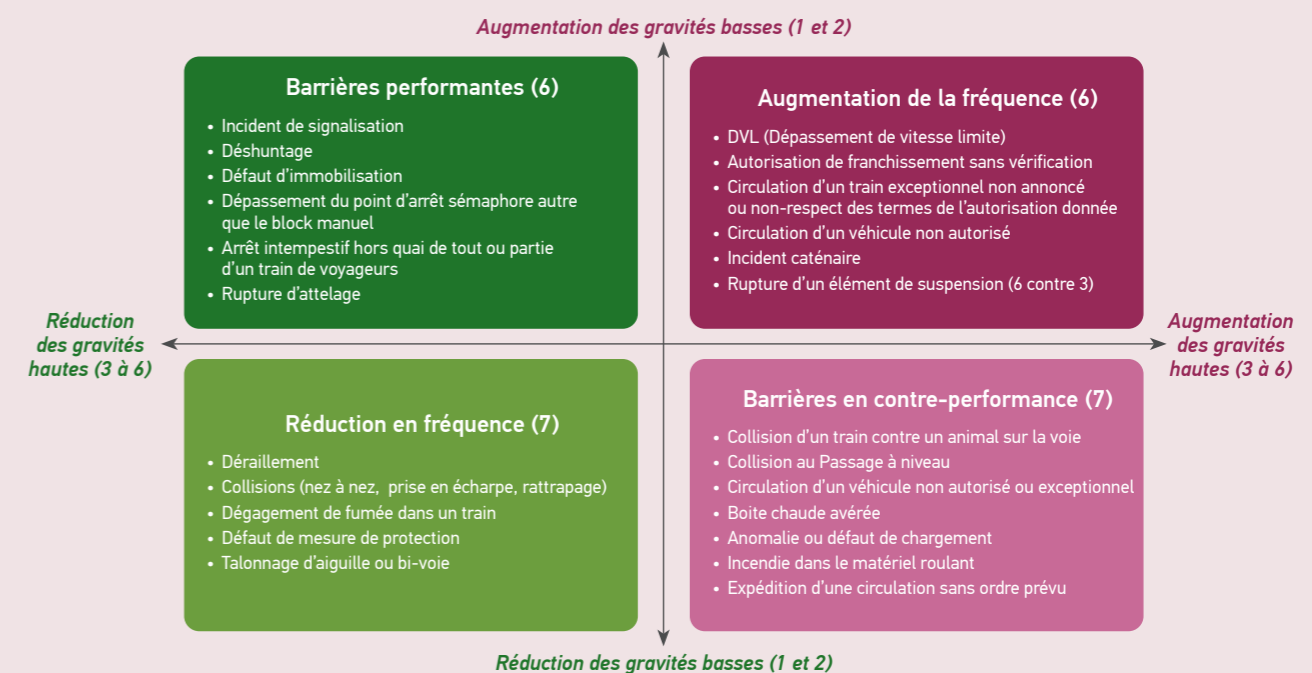 Augmentation des gravités basses (1 et 2)
Barrières performantes (6)
• Incident de signalisation
• Déshuntage
• Défaut d'immobilisation
• Dépassement du point d'arrêt sémaphore autre
que le block manuel
• Arrêt intempestif hors quai de tout ou partie
d'un train de voyageurs
• Rupture d'attelage
Augmentation de la fréquence (6)
• DVL (Dépassement de vitesse limite)
• Autorisation de franchissement sans vérification
• Circulation d'un train exceptionnel non annoncé
ou non-respect des termes de l'autorisation donnée
• Circulation d'un véhicule non autorisé
• Incident caténaire
• Rupture d'un élément de suspension (6 contre 3)
Réduction
des gravités
hautes (3 à 6)
Augmentation
des gravités
hautes (3 à 6)
Réduction en fréquence (7)
• Déraillement
• Collisions (nez à nez, prise en écharpe, rattrapage)
• Dégagement de fumée dans un train
• Défaut de mesure de protection
• Talonnage d'aiguille ou bi-voie
Barrières en contre-performance (7)
• Collision d'un train contre un animal sur la voie
• Collision au Passage à niveau
• Circulation d'un véhicule non autorisé ou exceptionnel
• Boite chaude avérée
• Anomalie ou défaut de chargement
• Incendie dans le matériel roulant
• Expédition d'une circulation sans ordre prévu
Réduction des gravités basses (1 et 2)